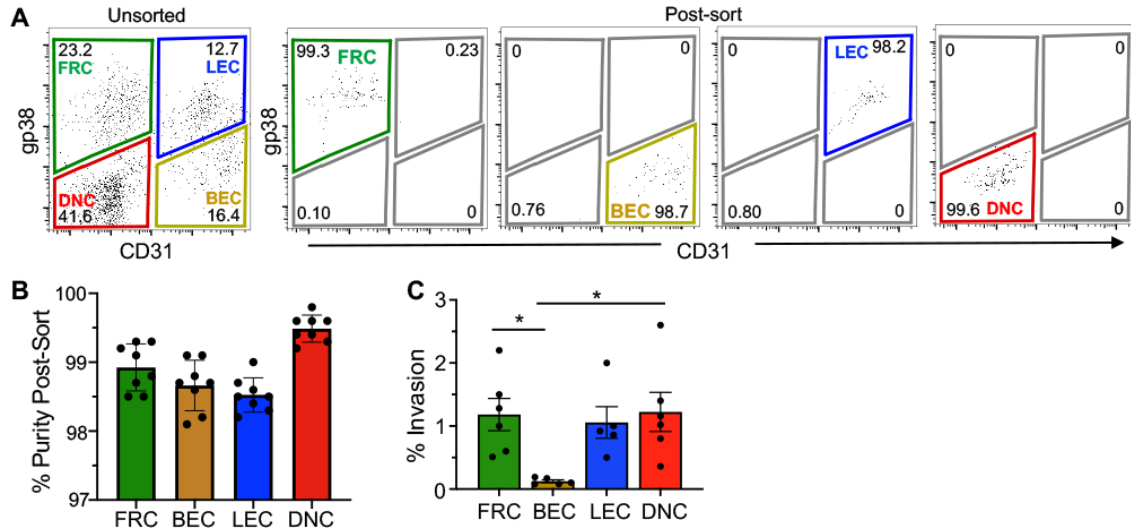 A
Unsorted
Post-sort
23.2
FRC
12.7
LEC
DNC
41.6
BEC
16.4
gp38
CD31
99.3
FRC
0.23
0.10
0
gp38
0
0
0.76
BEC 98.7
0
LEC 98.2
0.80
0
0
0
99.6 DNC
0
CD31
B
% Purity Post-Sort
100
99
98
97
FRC BEC LEC DNC
C
% Invasion
3
2
1
0
* *
FRC BEC LEC DNC